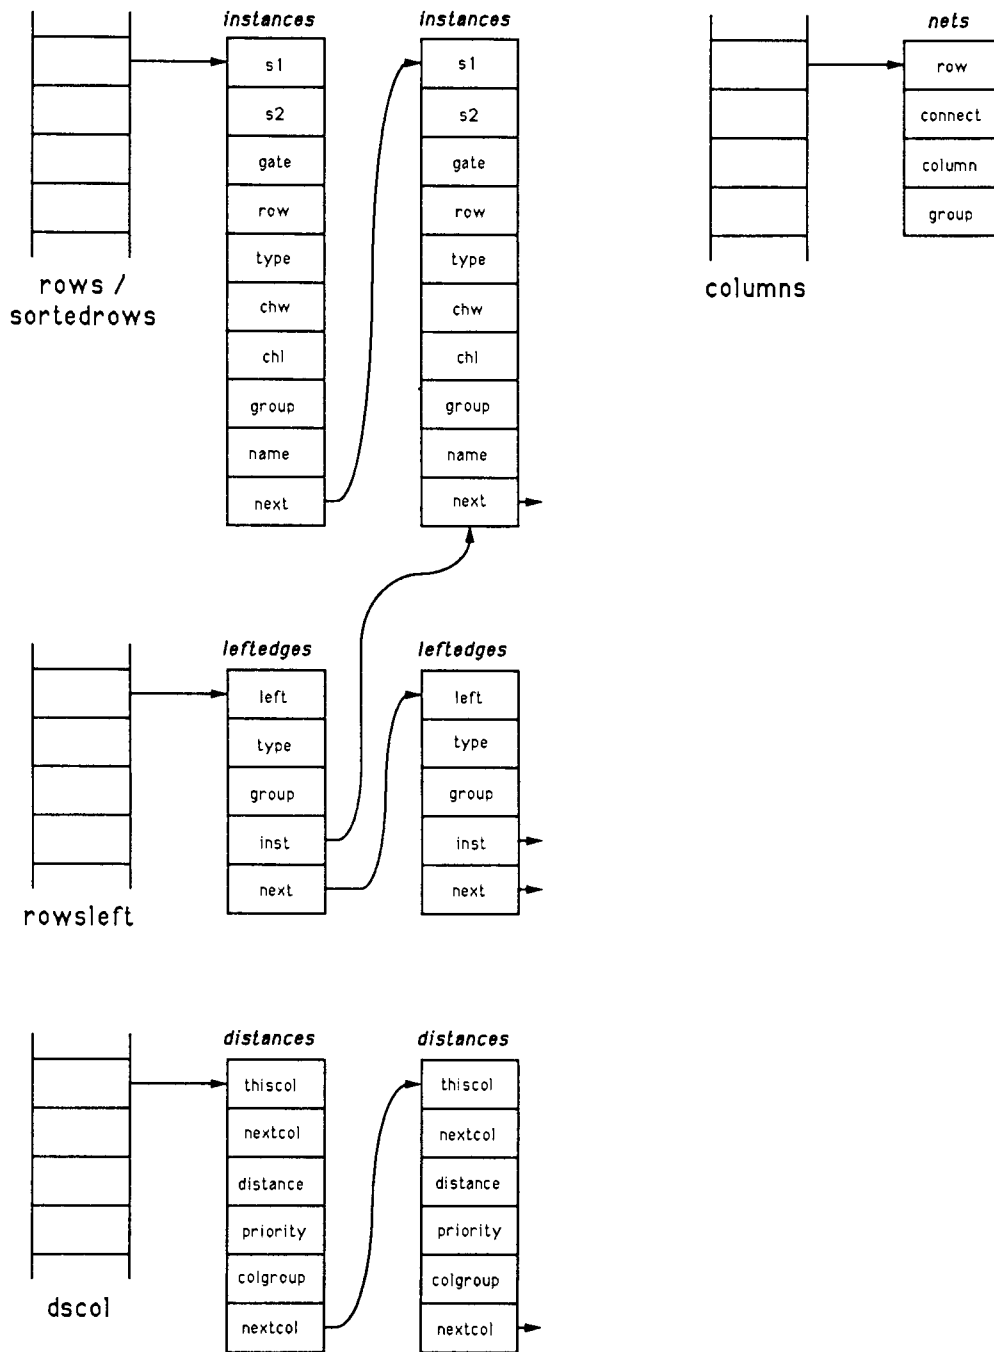 instances
s1
s2
gate
row
type
chw
chl
group
name
next
instances
s1
s2
gate
row
type
chw
chl
group
name
next
nets
row
connect
column
group
rows /
sortedrows
columns
leftedges
left
type
group
inst
next
leftedges
left
type
group
inst
next
rowsleft
distances
thiscol
nextcol
distance
priority
colgroup
nextcol
distances
thiscol
nextcol
distance
priority
colgroup
nextcol
dscol